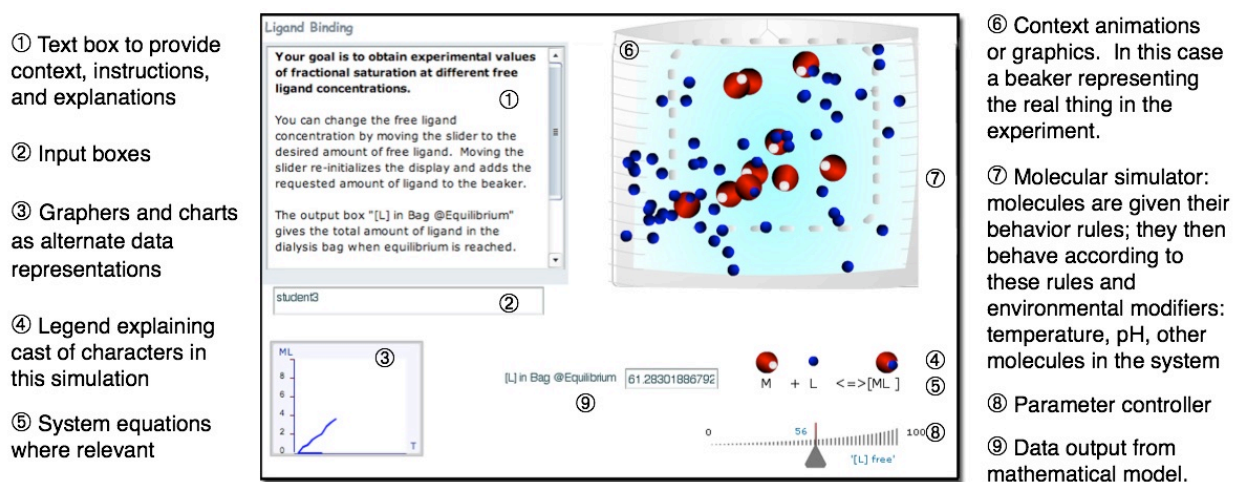 ① Text box to provide
context, instructions,
and explanations
② Input boxes
③ Graphers and charts
as alternate data
representations
④ Legend explaining
cast of characters in
this simulation
⑤ System equations
where relevant
Ligand Binding
Your goal is to obtain experimental values
of fractional saturation at different free
ligand concentrations.
①
You can change the free ligand
concentration by moving the slider to the
desired amount of free ligand. Moving the
slider re-initializes the display and adds the
requested amount of ligand to the beaker.
The output box "[L] in Bag @Equilibrium"
gives the total amount of ligand in the
dialysis bag when equilibrium is reached.
student3
②
⑥
⑦
ML
③
8
6
4
2
0
T
[L] in Bag @Equilibrium 61.28301886792
⑨
④
M + L <=>[ML ]
⑤
0 56 100
⑧
'[L] free'
⑥ Context animations
or graphics. In this case
a beaker representing
the real thing in the
experiment.
⑦ Molecular simulator:
molecules are given their
behavior rules; they then
behave according to
these rules and
environmental modifiers:
temperature, pH, other
molecules in the system
⑧ Parameter controller
⑨ Data output from
mathematical model.